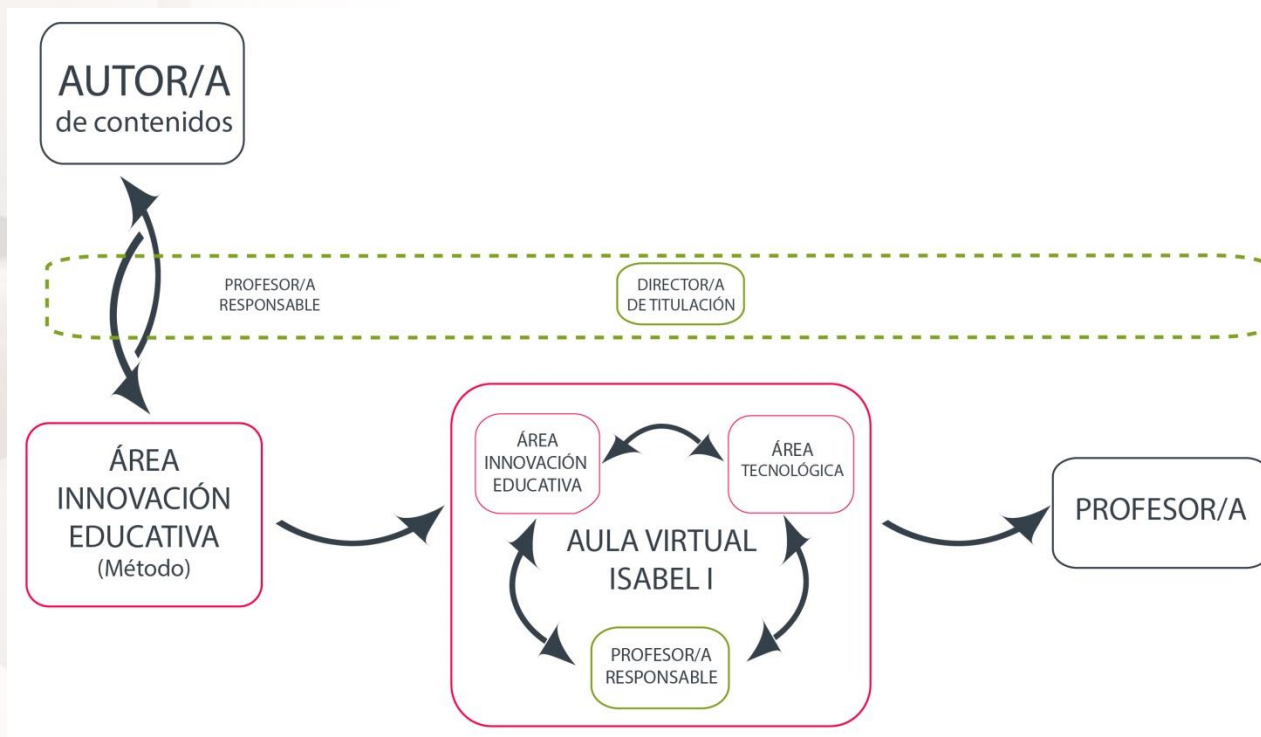 AUTOR/A
de contenidos
PROFESOR/A
RESPONSABLE
DIRECTOR/A
DE TITULACIÓN
ÁREA
INNOVACIÓN
EDUCATIVA
(Método)
ÁREA
INNOVACIÓN
EDUCATIVA
ÁREA
TECNOLÓGICA
AULA VIRTUAL
ISABEL I
PROFESOR/A
RESPONSABLE
PROFESOR/A